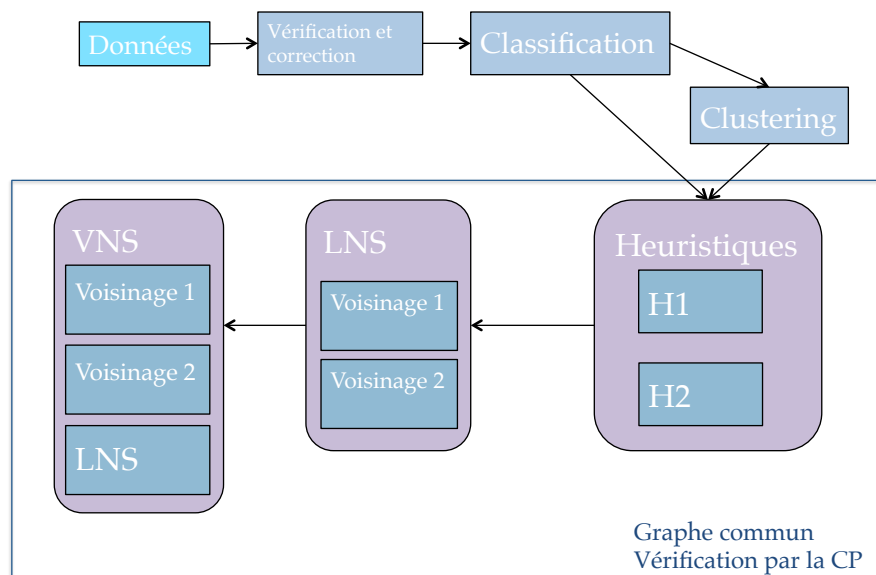 Données
Vérification et
correction
Classification
Clustering
VNS
Voisinage 1
Voisinage 2
LNS
LNS
Voisinage 1
Voisinage 2
Heuristiques
H1
H2
Graphe commun
Vérification par la CP